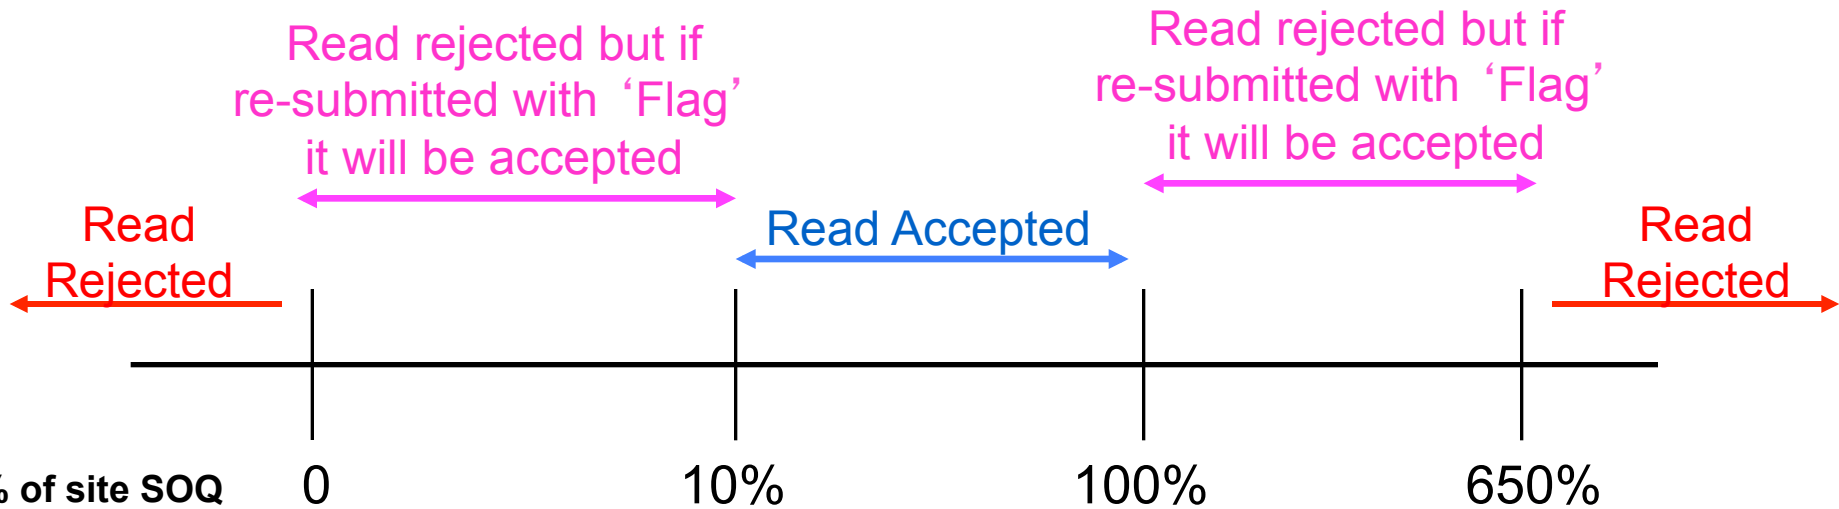 Read rejected but if
re-submitted with ‘Flag’
it will be accepted
Read rejected but if
re-submitted with ‘Flag’
it will be accepted
Read
Rejected
Read Accepted
Read
Rejected
% of site SOQ 0 10% 100% 650%